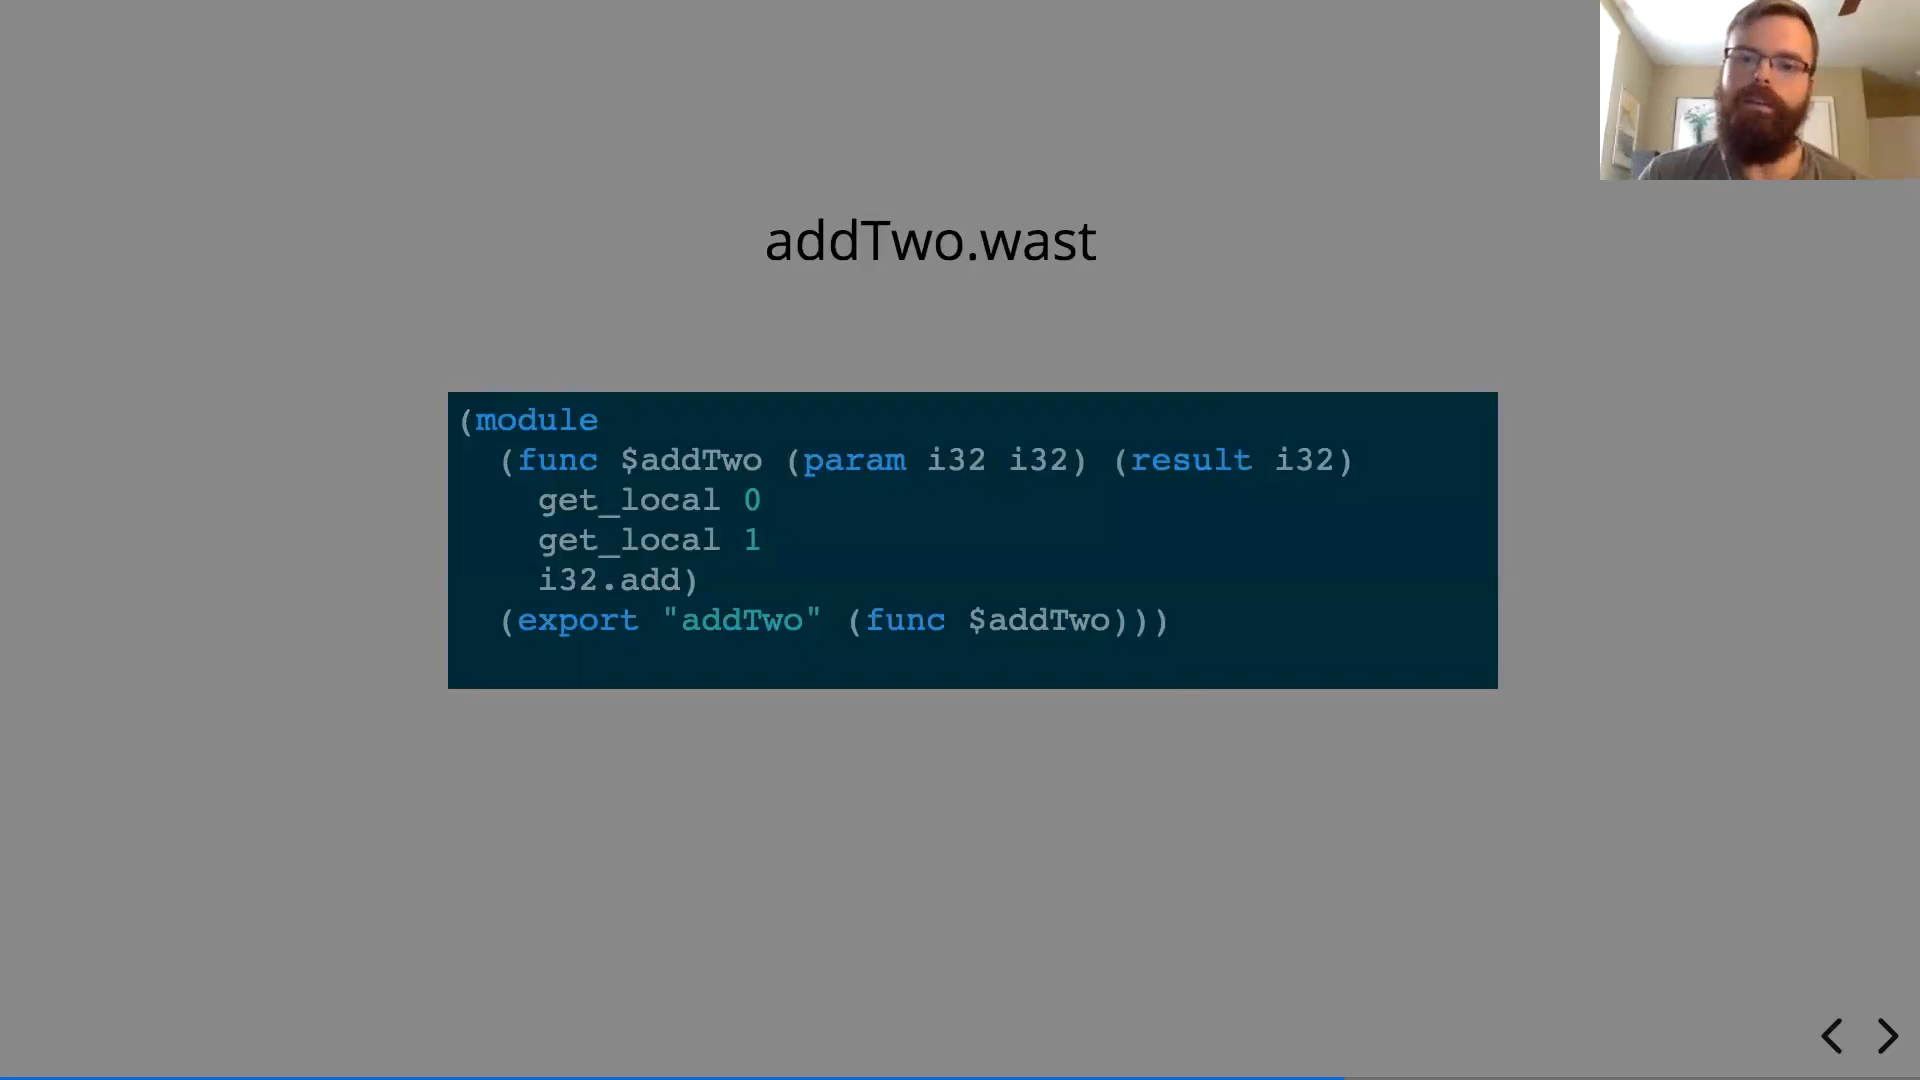 addTwo.wast
(module
(func $addTwo (param i32 i32) (result i32)
get_local 0
get_local 1
i32.add)
(export "addTwo" (func $addTwo)))